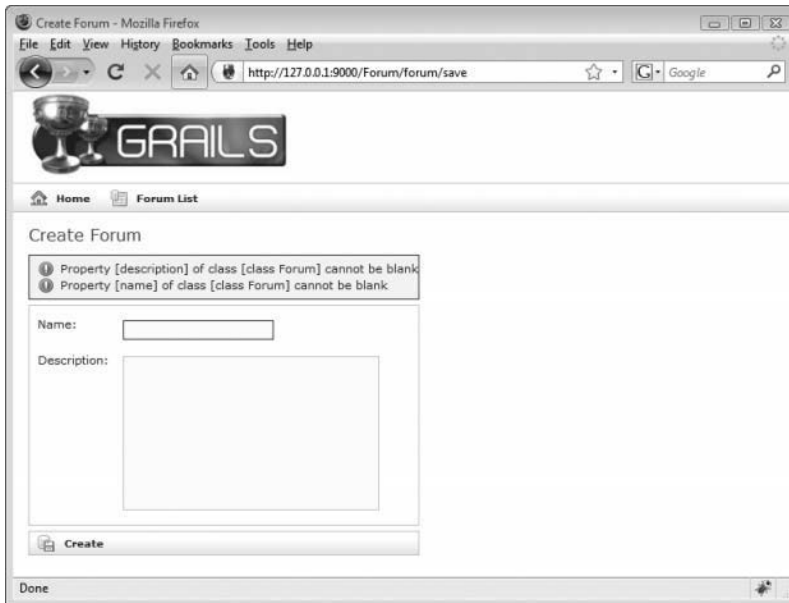 Create Forum - Mozilla Firefox
File Edit View History Bookmarks Tools Help
http://127.0.0.1:9000/Forum/forum/save
G Google
GRAILS
Home Forum List
Create Forum
Property [description] of class [class Forum] cannot be blank
Property [name] of class [class Forum] cannot be blank
Name:
Description:
Create
Done